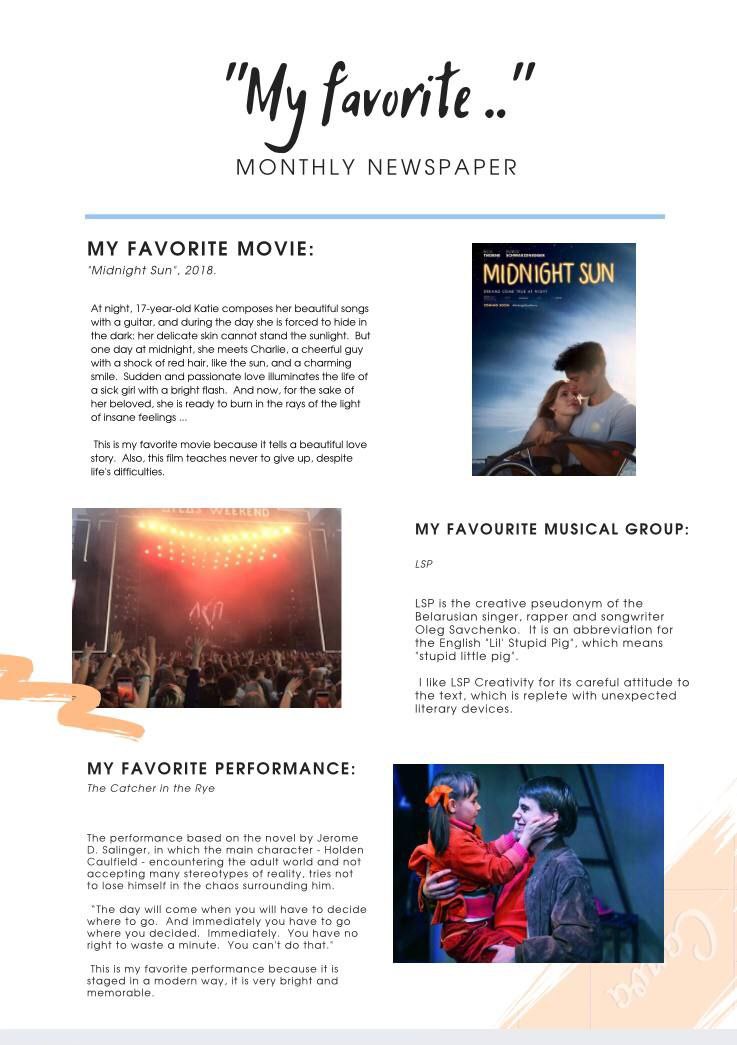 "My favorite .."
MONTHLY NEWSPAPER
MY FAVORITE MOVIE:
"Midnight Sun", 2018.
At night, 17-year-old Katie composes her beautiful songs
with a guitar, and during the day she is forced to hide in
the dark: her delicate skin cannot stand the sunlight.  But
one day at midnight, she meets Charlie, a cheerful guy
with a shock of red hair, like the sun, and a charming
smile.  Sudden and passionate love illuminates the life of
a sick girl with a bright flash.  And now, for the sake of
her beloved, she is ready to burn in the rays of the light
of insane feelings ...
This is my favorite movie because it tells a beautiful love
story.  Also, this film teaches never to give up, despite
life's difficulties.
THORNE SCHWARZENEGGER
MIDNIGHT SUN
DREAMS COME TRUE AT NIGHT
COMING SOON
WEEKEND
ЛСП
MY FAVOURITE MUSICAL GROUP:
LSP
LSP is the creative pseudonym of the
Belarusian singer, rapper and songwriter
Oleg Savchenko.  It is an abbreviation for
the English "Lil' Stupid Pig", which means
"stupid little pig".
I like LSP Creativity for its careful attitude to
the text, which is replete with unexpected
literary devices.
MY FAVORITE PERFORMANCE:
The Catcher in the Rye
The performance based on the novel by Jerome
D. Salinger, in which the main character - Holden
Caulfield - encountering the adult world and not
accepting many stereotypes of reality, tries not
to lose himself in the chaos surrounding him.
"The day will come when you will have to decide
where to go.  And immediately you have to go
where you decided.  Immediately.  You have no
right to waste a minute.  You can't do that."
This is my favorite performance because it is
staged in a modern way, it is very bright and
memorable.
Canva